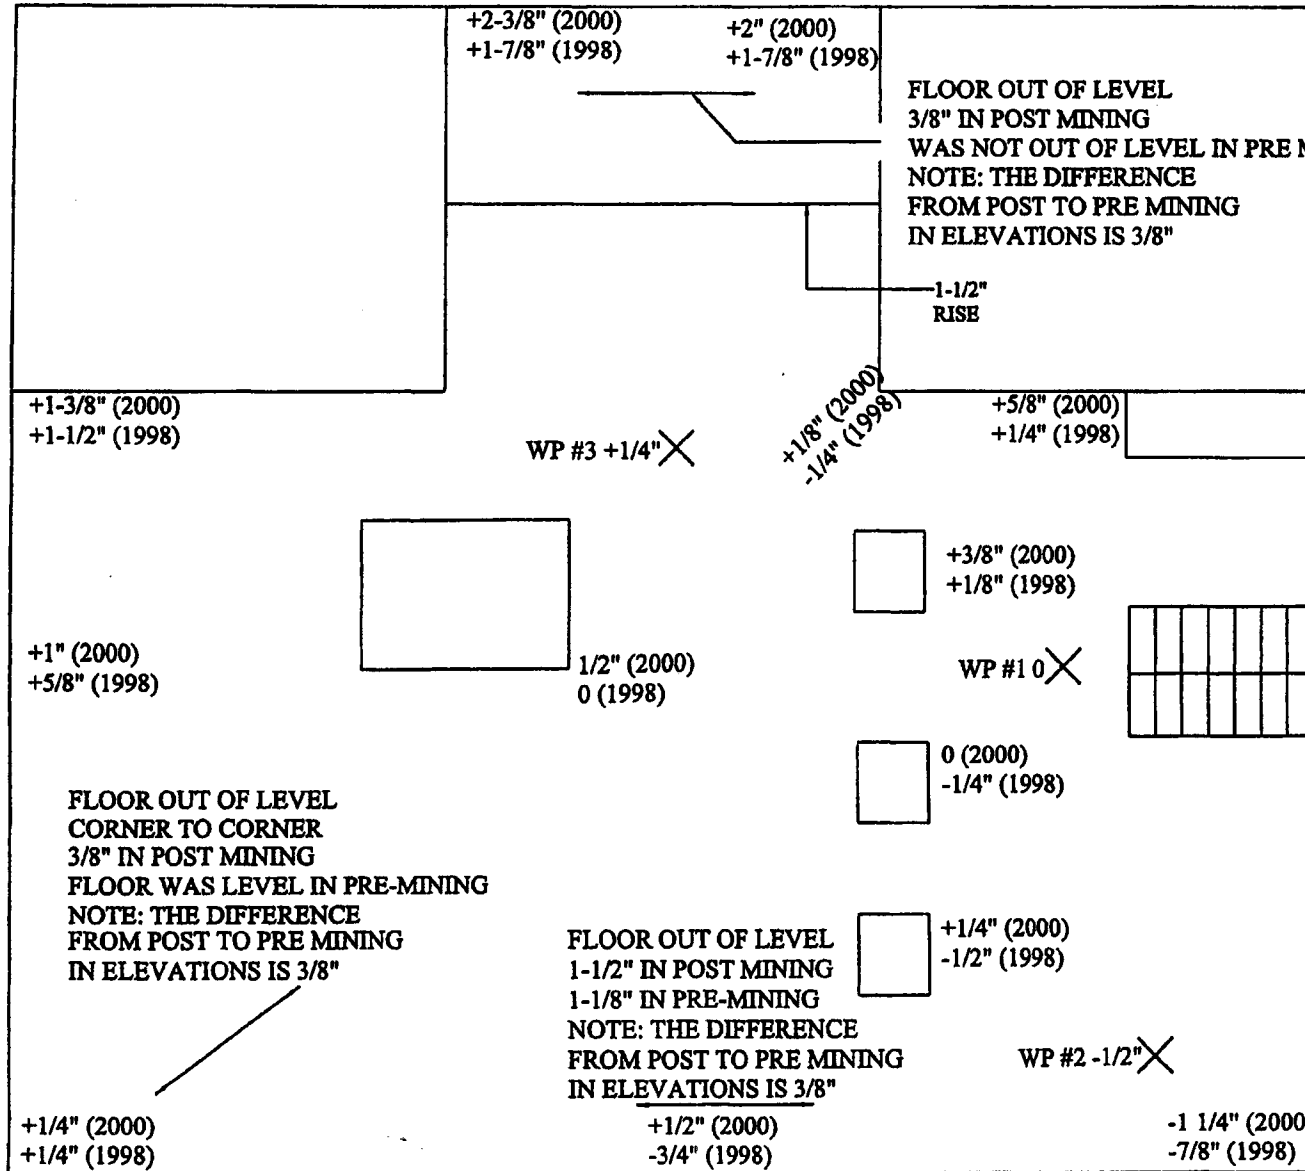 +2-3/8" (2000)
+1-7/8" (1998)
+2" (2000)
+1-7/8" (1998)
FLOOR OUT OF LEVEL
3/8" IN POST MINING
WAS NOT OUT OF LEVEL IN PRE M
NOTE: THE DIFFERENCE
FROM POST TO PRE MINING
IN ELEVATIONS IS 3/8"
1-1/2"
RISE
+1-3/8" (2000)
+1-1/2" (1998)
WP #3 +1/4"
+1/8" (2000)
-1/4" (1998)
+5/8" (2000)
+1/4" (1998)
+3/8" (2000)
+1/8" (1998)
+1" (2000)
+5/8" (1998)
1/2" (2000)
0 (1998)
WP #1 0
0 (2000)
-1/4" (1998)
FLOOR OUT OF LEVEL
CORNER TO CORNER
3/8" IN POST MINING
FLOOR WAS LEVEL IN PRE-MINING
NOTE: THE DIFFERENCE
FROM POST TO PRE MINING
IN ELEVATIONS IS 3/8"
FLOOR OUT OF LEVEL
1-1/2" IN POST MINING
1-1/8" IN PRE-MINING
NOTE: THE DIFFERENCE
FROM POST TO PRE MINING
IN ELEVATIONS IS 3/8"
+1/4" (2000)
-1/2" (1998)
WP #2 -1/2"
+1/4" (2000)
+1/4" (1998)
+1/2" (2000)
-3/4" (1998)
-1 1/4" (2000
-7/8" (1998)